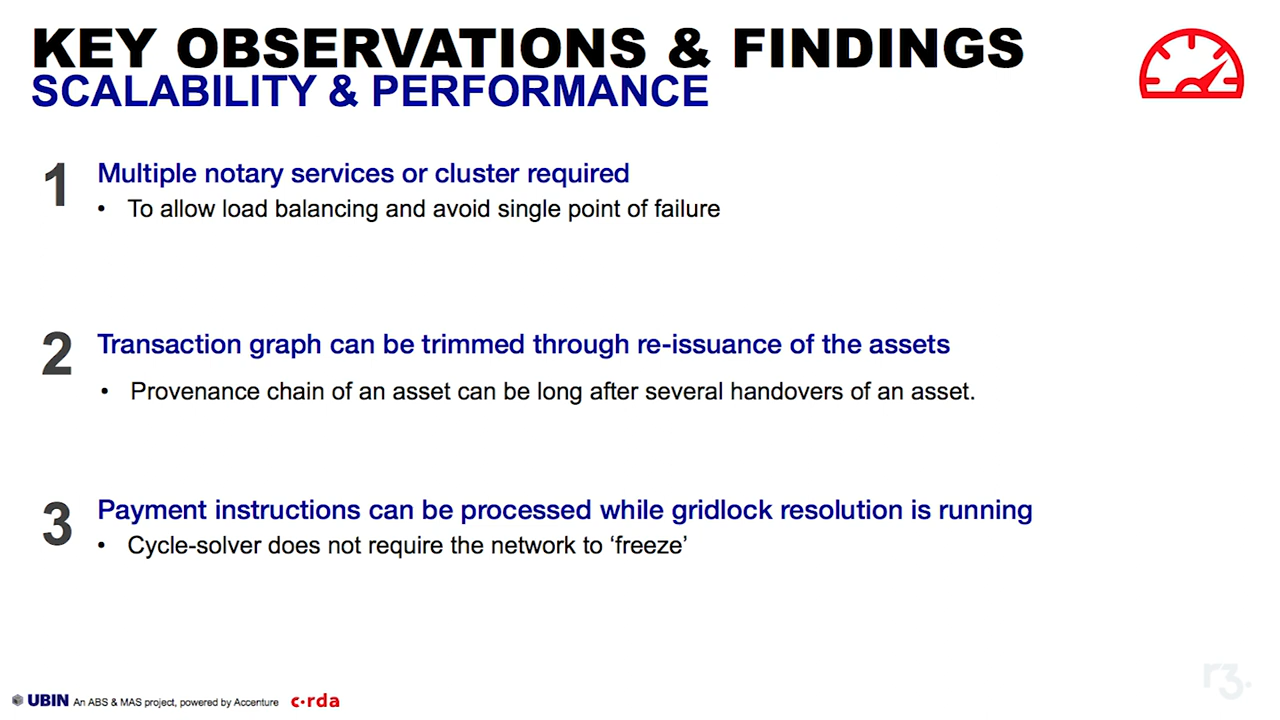 KEY OBSERVATIONS & FINDINGS
SCALABILITY & PERFORMANCE
1 Multiple notary services or cluster required
• To allow load balancing and avoid single point of failure
2 Transaction graph can be trimmed through re-issuance of the assets
• Provenance chain of an asset can be long after several handovers of an asset.
3 Payment instructions can be processed while gridlock resolution is running
• Cycle-solver does not require the network to ‘freeze’
UBIN An ABS & MAS project, powered by Accenture c·rda
r3.